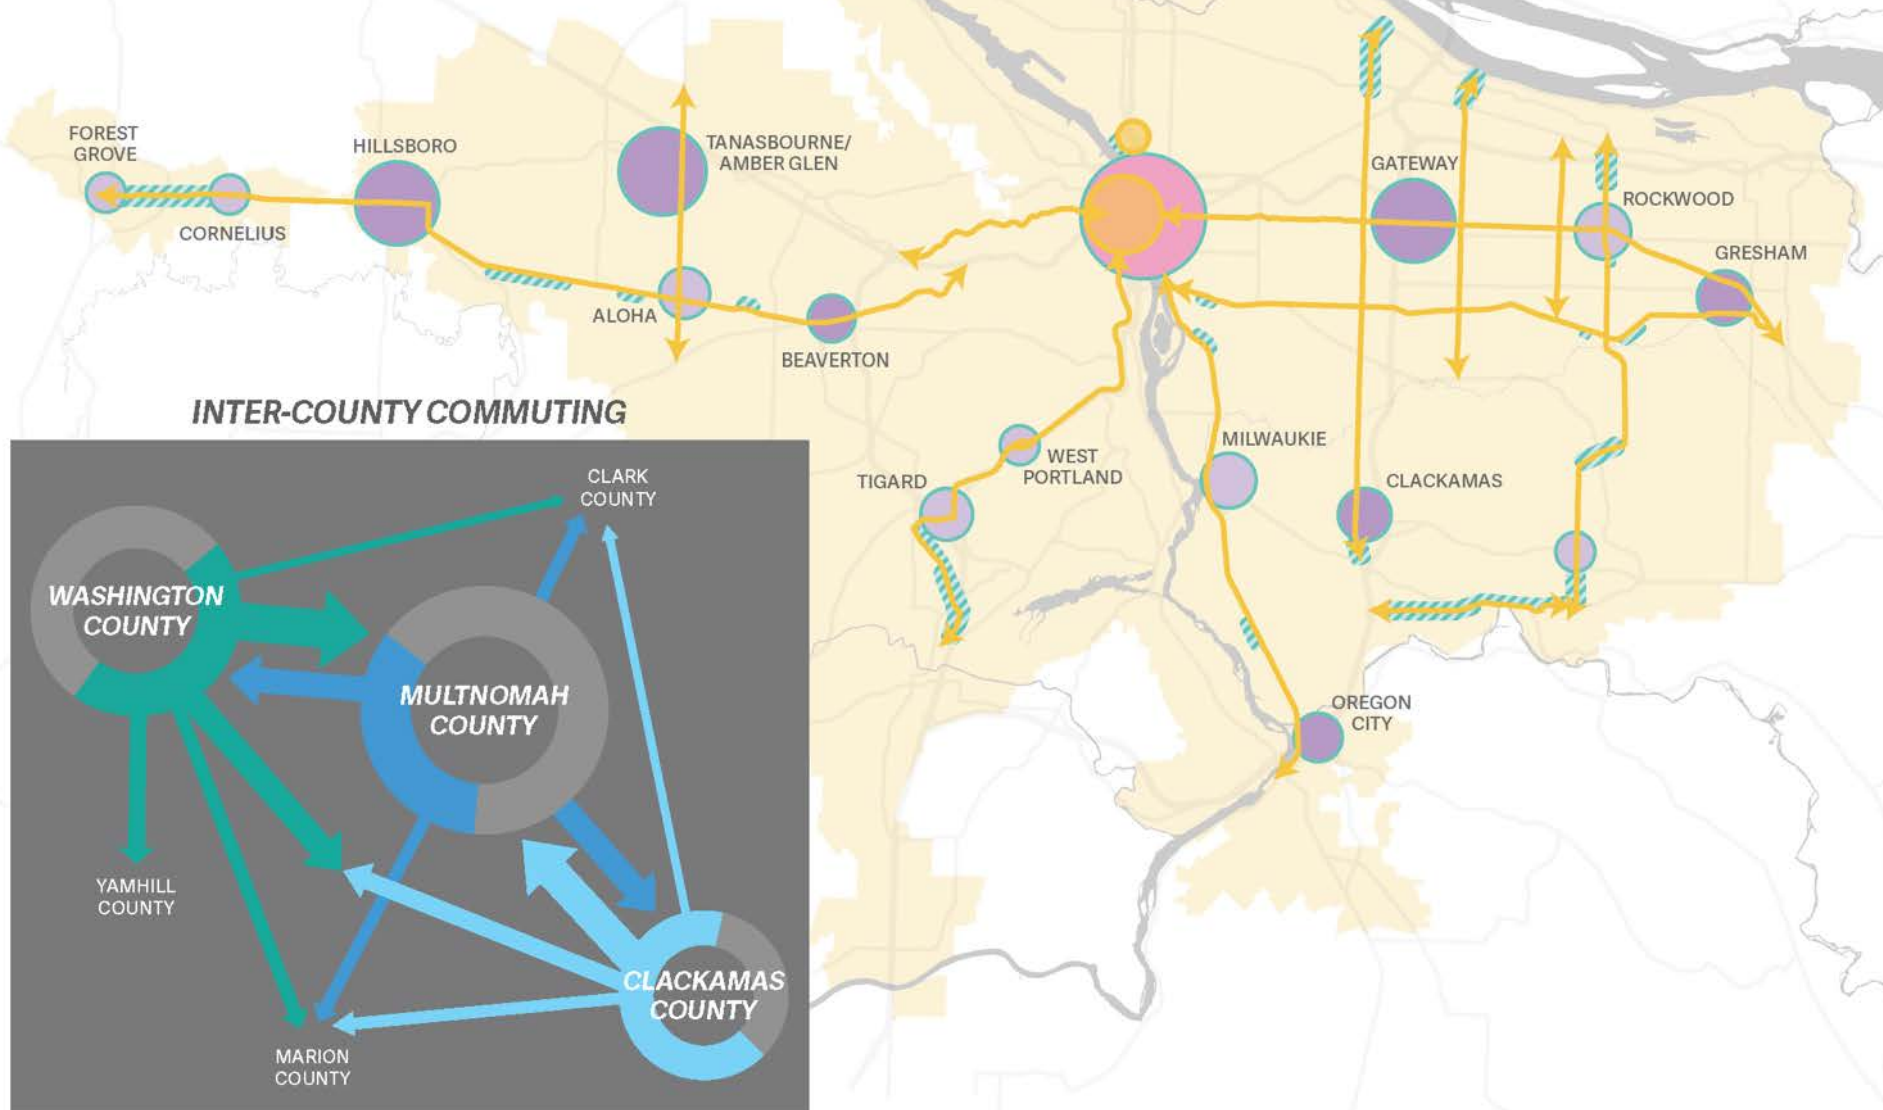 FOREST
GROVE
CORNELIUS
HILLSBORO
TANASBOURNE/
AMBER GLEN
ALOHA
BEAVERTON
GATEWAY
ROCKWOOD
GRESHAM
WEST
PORTLAND
TIGARD
MILWAUKIE
CLACKAMAS
OREGON
CITY
INTER-COUNTY COMMUTING
CLARK
COUNTY
WASHINGTON
COUNTY
MULTNOMAH
COUNTY
YAMHILL
COUNTY
CLACKAMAS
COUNTY
MARION
COUNTY